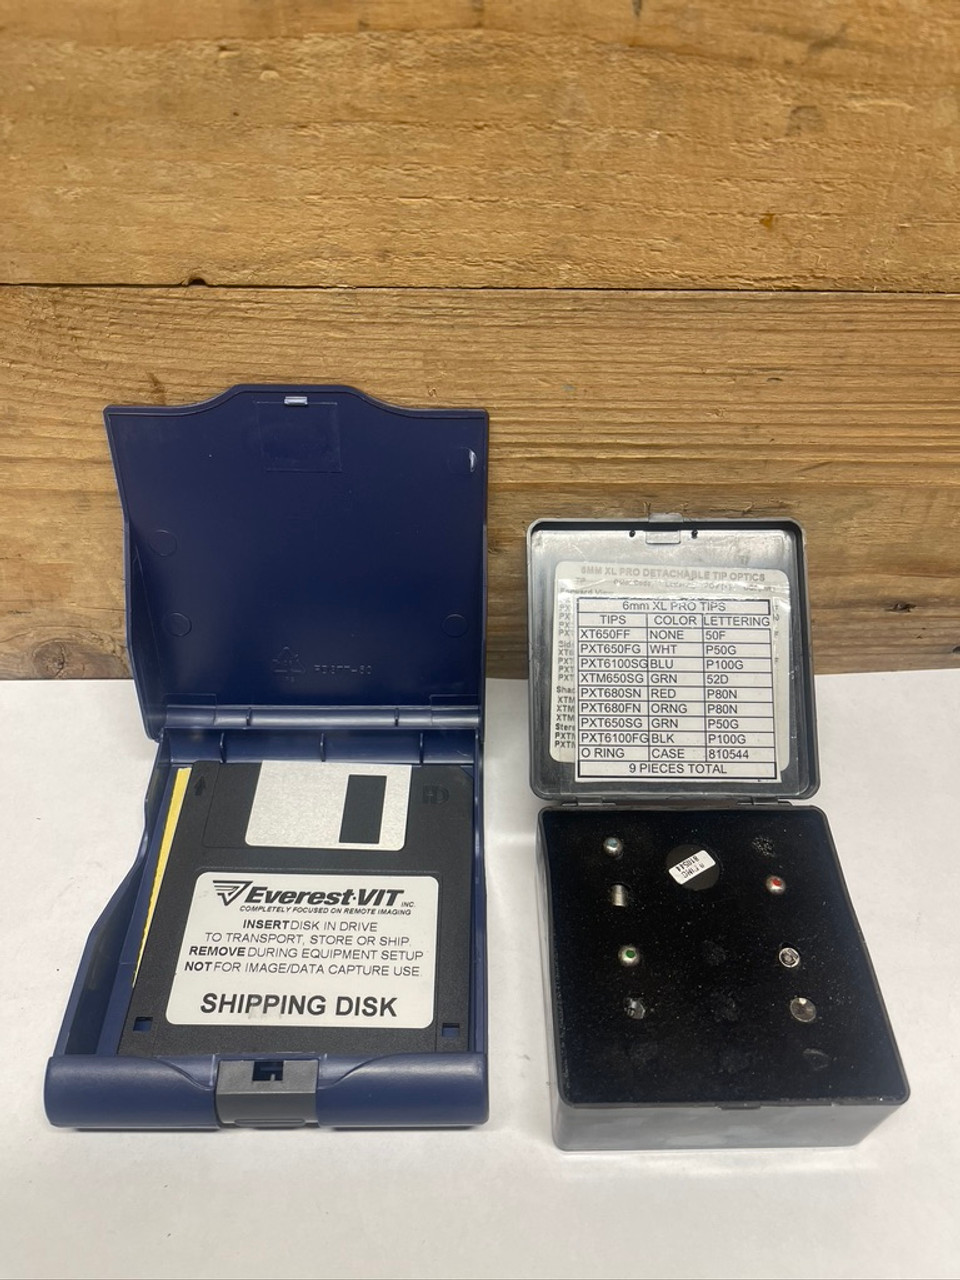 HD
Everest·VIT INC.
COMPLETELY FOCUSED ON REMOTE IMAGING
INSERT DISK IN DRIVE
TO TRANSPORT, STORE OR SHIP.
REMOVE DURING EQUIPMENT SETUP
NOT FOR IMAGE/DATA CAPTURE USE.
SHIPPING DISK
6MM XL PRO DETACHABLE TIP OPTICS
6mm XL PRO TIPS
TIPS COLOR LETTERING
XT650FF NONE 50F
PXT650FG WHT P50G
PXT6100SG BLU P100G
XTM650SG GRN 52D
PXT680SN RED P80N
PXT680FN ORNG P80N
PXT650SG GRN P50G
PXT6100FG BLK P100G
O RING CASE 810544
9 PIECES TOTAL